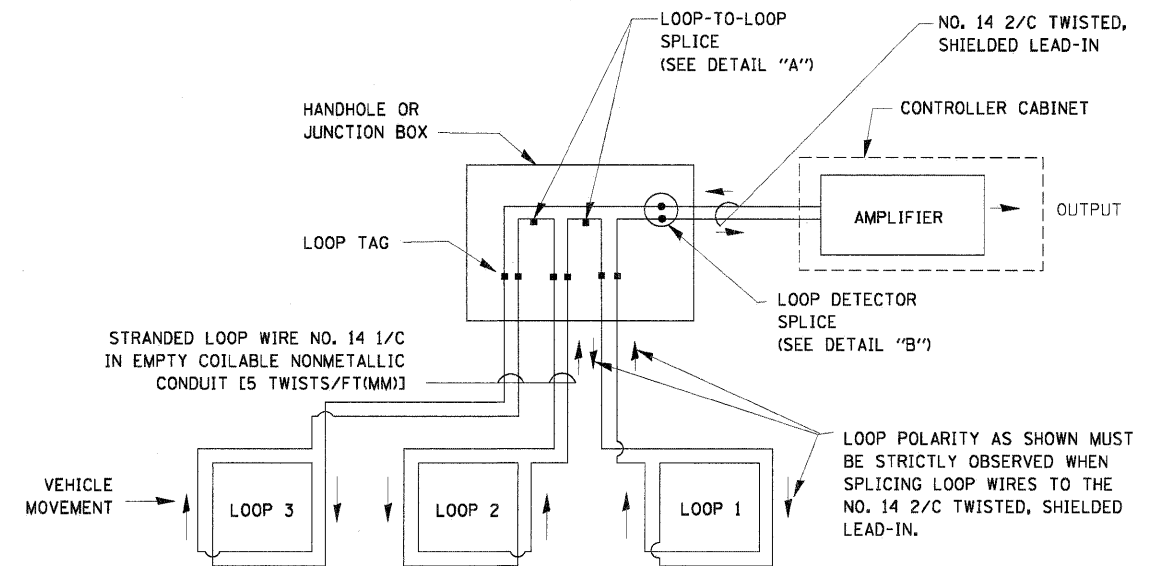 LOOP-TO-LOOP
SPLICE
(SEE DETAIL "A")
NO. 14 2/C TWISTED,
SHIELDED LEAD-IN
HANDHOLE OR
JUNCTION BOX
CONTROLLER CABINET
AMPLIFIER
OUTPUT
LOOP TAG
LOOP DETECTOR
SPLICE
(SEE DETAIL "B")
STRANDED LOOP WIRE NO. 14 1/C
IN EMPTY COILABLE NONMETALLIC
CONDUIT [5 TWISTS/FT(MM)]
LOOP POLARITY AS SHOWN MUST
BE STRICTLY OBSERVED WHEN
SPLICING LOOP WIRES TO THE
NO. 14 2/C TWISTED, SHIELDED
LEAD-IN.
VEHICLE
MOVEMENT
LOOP 3
LOOP 2
LOOP 1